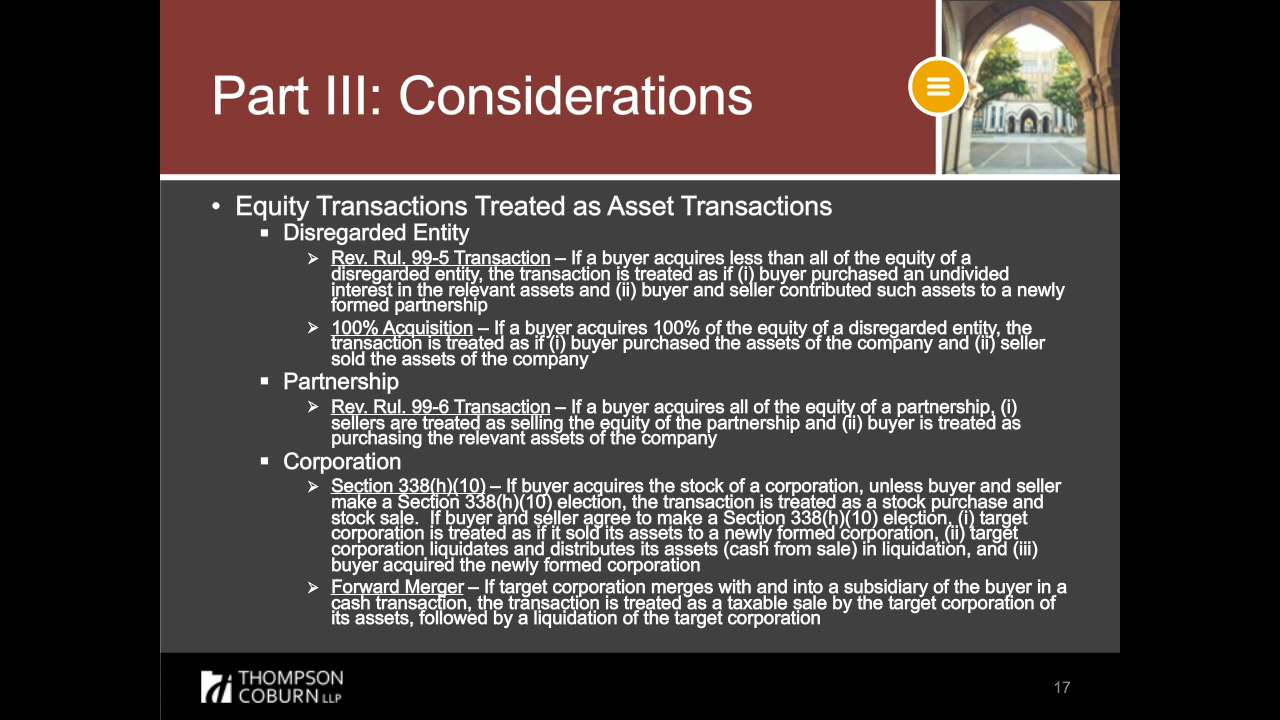 Part III: Considerations
• Equity Transactions Treated as Asset Transactions
▪ Disregarded Entity
➢ Rev. Rul. 99-5 Transaction – If a buyer acquires less than all of the equity of a
disregarded entity, the transaction is treated as if (i) buyer purchased an undivided
interest in the relevant assets and (ii) buyer and seller contributed such assets to a newly
formed partnership
➢ 100% Acquisition – If a buyer acquires 100% of the equity of a disregarded entity, the
transaction is treated as if (i) buyer purchased the assets of the company and (ii) seller
sold the assets of the company
▪ Partnership
➢ Rev. Rul. 99-6 Transaction – If a buyer acquires all of the equity of a partnership, (i)
sellers are treated as selling the equity of the partnership and (ii) buyer is treated as
purchasing the relevant assets of the company
▪ Corporation
➢ Section 338(h)(10) – If buyer acquires the stock of a corporation, unless buyer and seller
make a Section 338(h)(10) election, the transaction is treated as a stock purchase and
stock sale.  If buyer and seller agree to make a Section 338(h)(10) election, (i) target
corporation is treated as if it sold its assets to a newly formed corporation, (ii) target
corporation liquidates and distributes its assets (cash from sale) in liquidation, and (iii)
buyer acquired the newly formed corporation
➢ Forward Merger – If target corporation merges with and into a subsidiary of the buyer in a
cash transaction, the transaction is treated as a taxable sale by the target corporation of
its assets, followed by a liquidation of the target corporation
THOMPSON
COBURN LLP
17